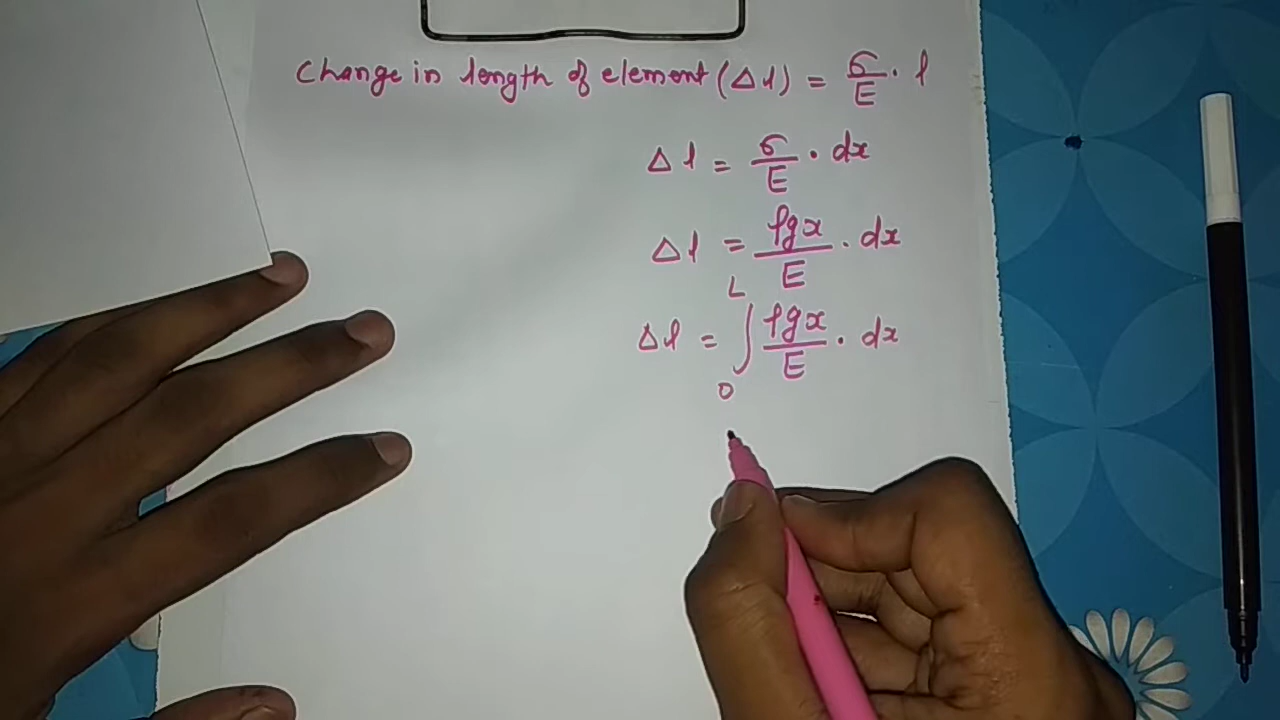 Change in length of element (Δl) = σ/E · l
Δl = σ/E · dx
Δl = ρgx/E · dx
Δl = ∫₀ᴸ ρgx/E · dx